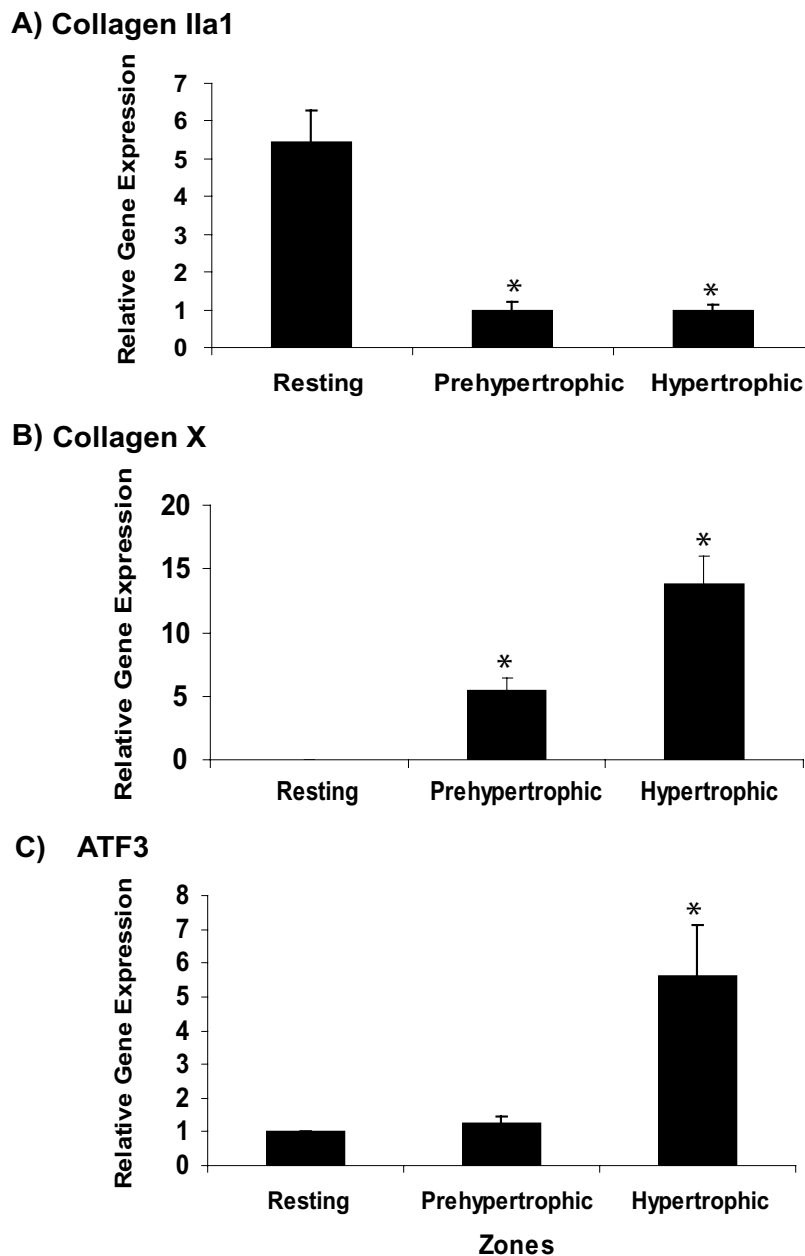 A) Collagen IIa1
Relative Gene Expression
7
6
5
4
3
2
1
0
*
*
Resting Prehypertrophic Hypertrophic
B) Collagen X
Relative Gene Expression
20
15
10
5
0
*
*
Resting Prehypertrophic Hypertrophic
C) ATF3
Relative Gene Expression
8
7
6
5
4
3
2
1
0
*
Resting Prehypertrophic Hypertrophic
Zones